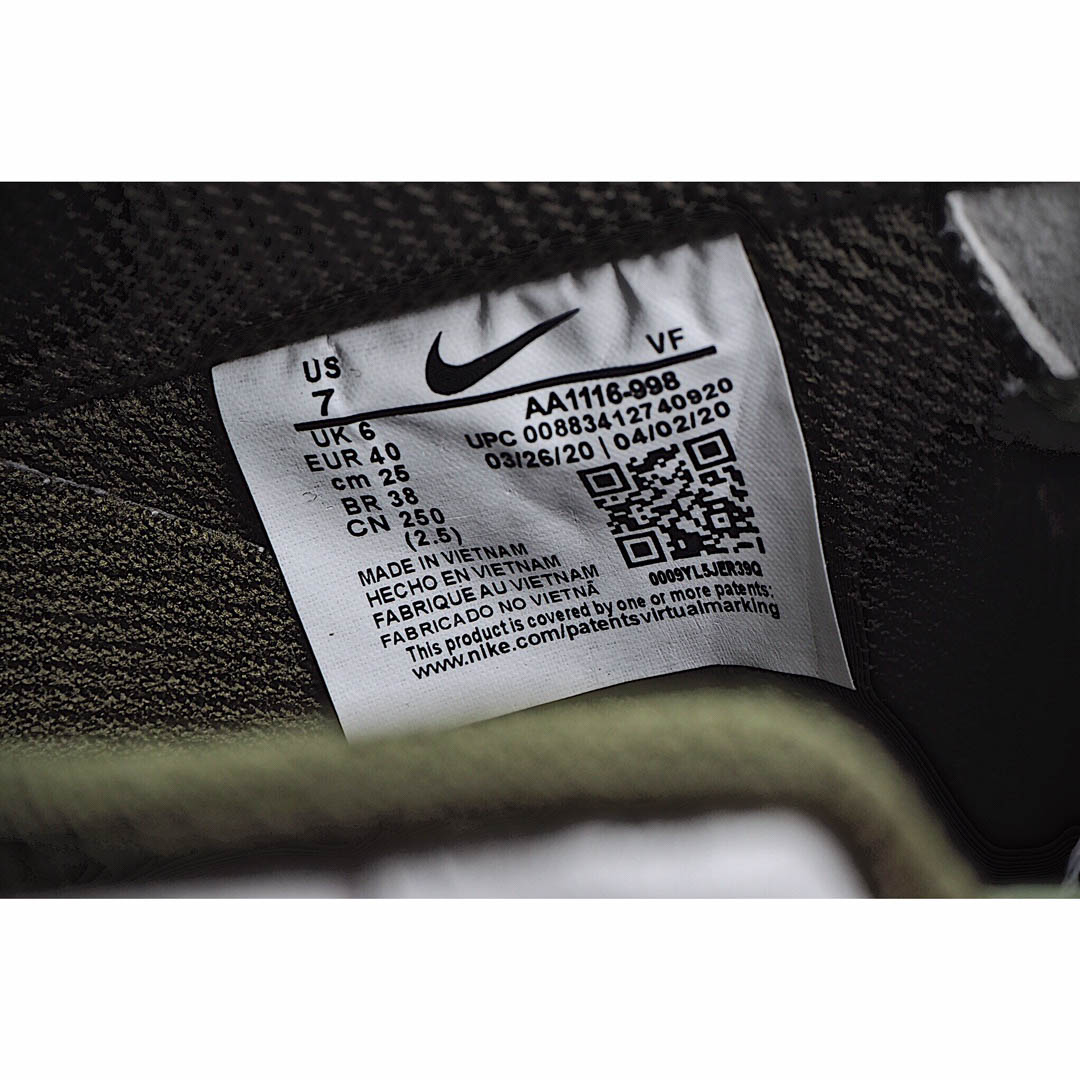 US
7
VF
AA1116-998
UPC 00883412740920
03/26/20 | 04/02/20
UK 6
EUR 40
cm 25
BR 38
CN 250
(2.5)
0009YL5JER39Q
MADE IN VIETNAM
HECHO EN VIETNAM
FABRIQUE AU VIETNAM
FABRICADO NO VIETNÃ
This product is covered by one or more patents:
www.nike.com/patentsvirtualmarking